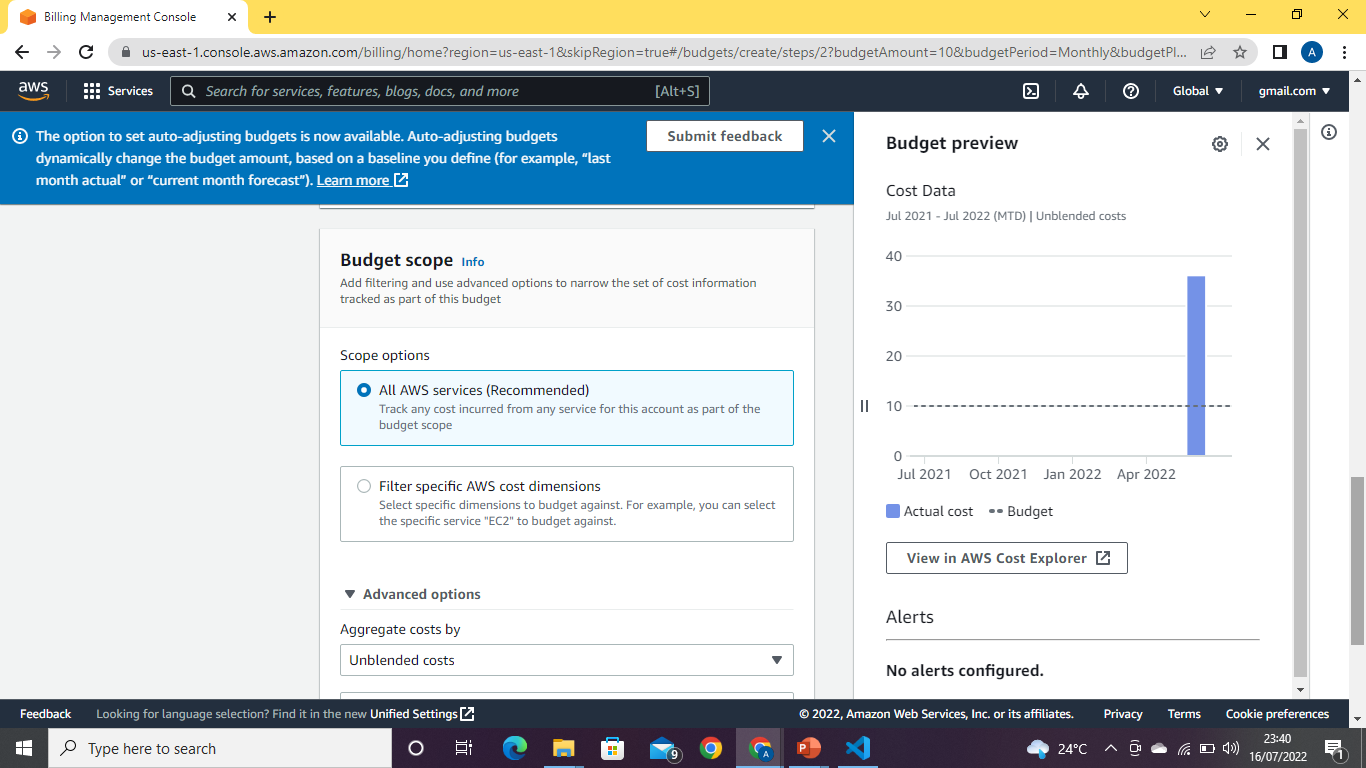 Billing Management Console
us-east-1.console.aws.amazon.com/billing/home?region=us-east-1&skipRegion=true#/budgets/create/steps/2?budgetAmount=10&budgetPeriod=Monthly&budgetPl...
A
aws
Services
Search for services, features, blogs, docs, and more
[Alt+S]
Global
gmail.com
The option to set auto-adjusting budgets is now available. Auto-adjusting budgets
dynamically change the budget amount, based on a baseline you define (for example, "last
month actual" or "current month forecast"). Learn more
Submit feedback
Budget scope Info
Add filtering and use advanced options to narrow the set of cost information
tracked as part of this budget
Scope options
All AWS services (Recommended)
Track any cost incurred from any service for this account as part of the
budget scope
Filter specific AWS cost dimensions
Select specific dimensions to budget against. For example, you can select
the specific service "EC2" to budget against.
Advanced options
Aggregate costs by
Unblended costs
Budget preview
Cost Data
Jul 2021 - Jul 2022 (MTD) | Unblended costs
40
30
20
10
0
Jul 2021 Oct 2021 Jan 2022 Apr 2022
Actual cost Budget
View in AWS Cost Explorer
Alerts
No alerts configured.
Feedback
Looking for language selection? Find it in the new Unified Settings
© 2022, Amazon Web Services, Inc. or its affiliates.
Privacy
Terms
Cookie preferences
Type here to search
9
A
24°C
23:40
16/07/2022
1